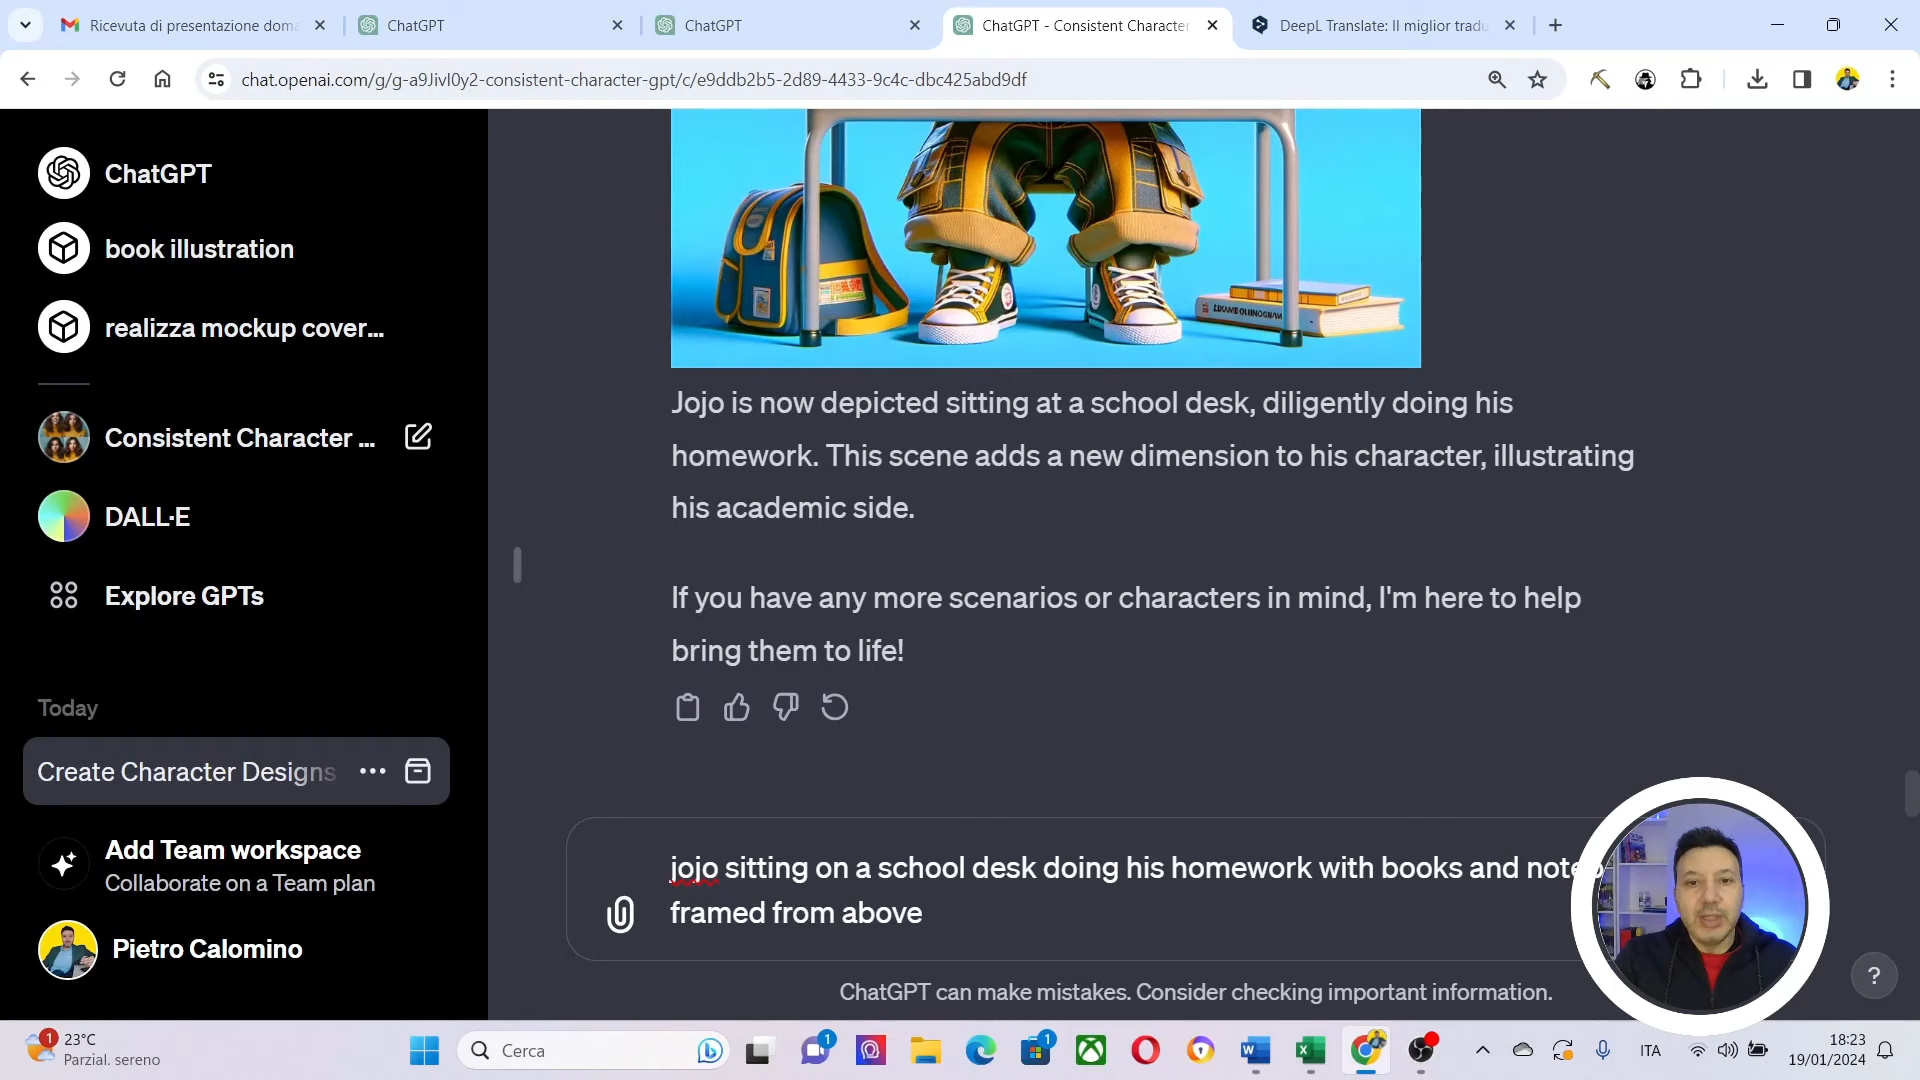 Ricevuta di presentazione doma
ChatGPT
ChatGPT
ChatGPT - Consistent Character
DeepL Translate: Il miglior tradu
chat.openai.com/g/g-a9JivI0y2-consistent-character-gpt/c/e9ddb2b5-2d89-4433-9c4c-dbc425abd9df
ChatGPT
book illustration
realizza mockup cover...
Consistent Character ...
DALL·E
Explore GPTs
Today
Create Character Designs
Add Team workspace
Collaborate on a Team plan
Pietro Calomino
Jojo is now depicted sitting at a school desk, diligently doing his
homework. This scene adds a new dimension to his character, illustrating
his academic side.
If you have any more scenarios or characters in mind, I'm here to help
bring them to life!
jojo sitting on a school desk doing his homework with books and note
framed from above
ChatGPT can make mistakes. Consider checking important information.
?
1
23°C
Parzial. sereno
Cerca
1
1
ITA
18:23
19/01/2024